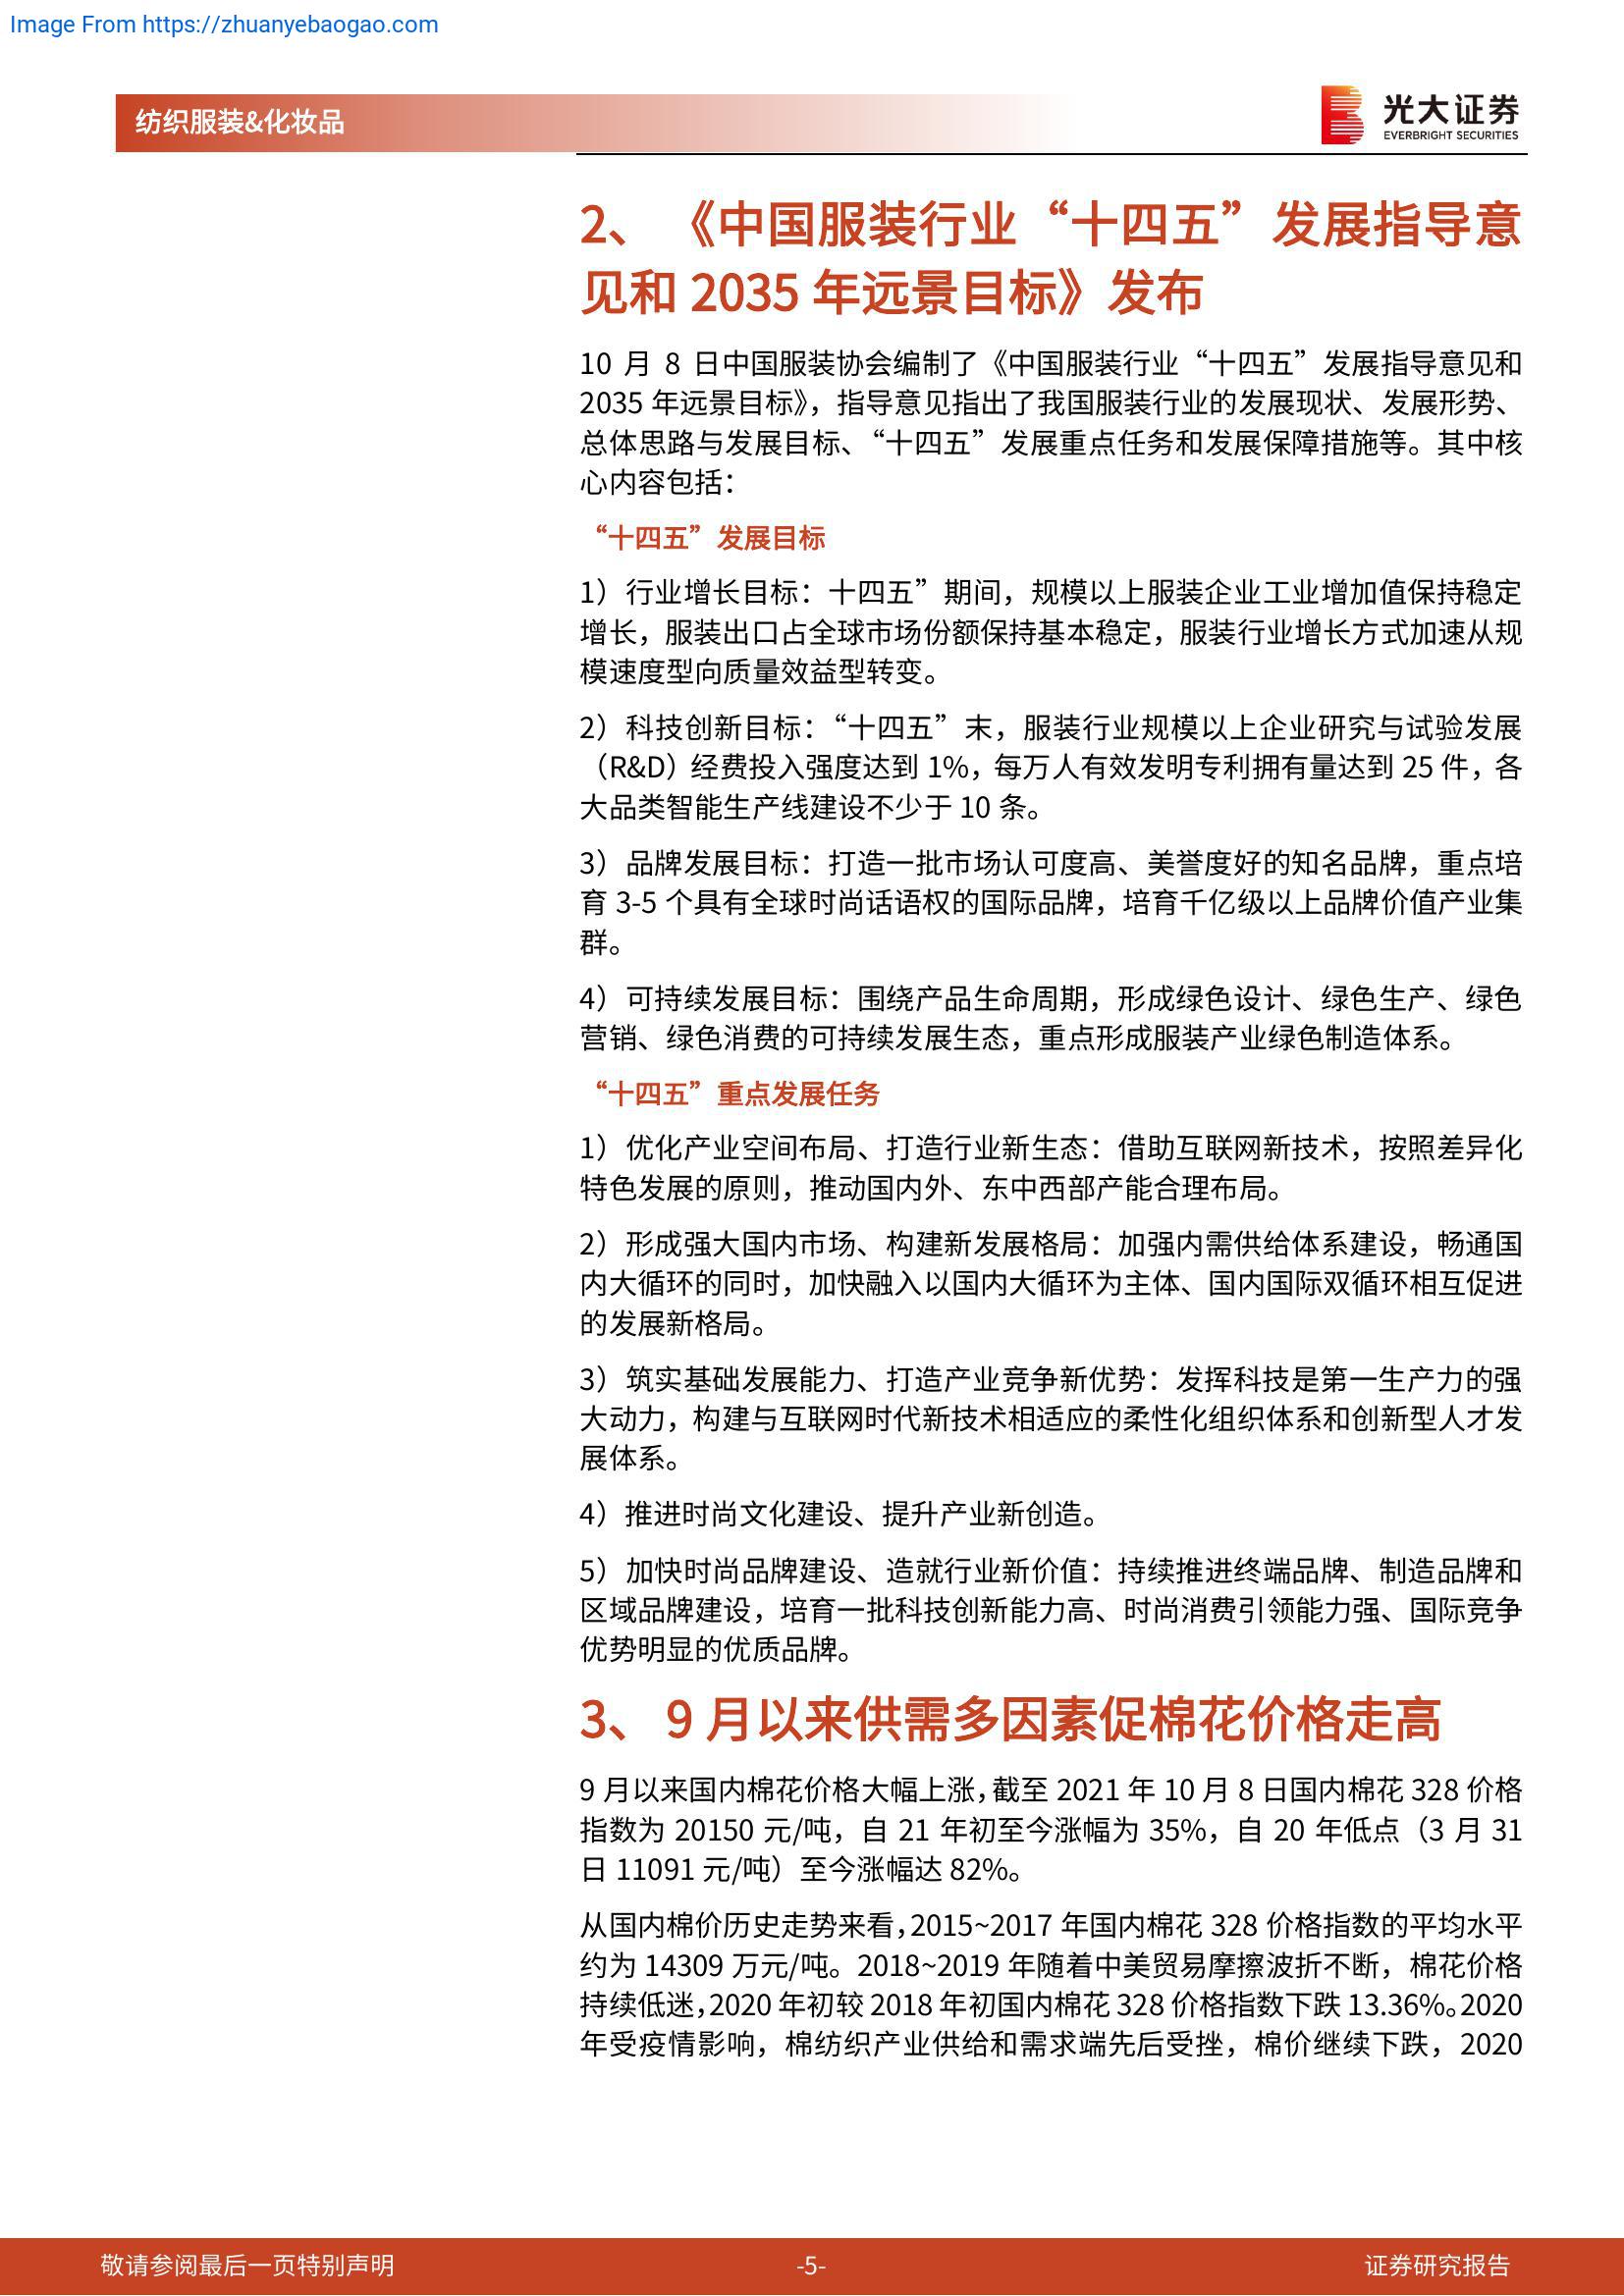 Image From https://zhuanyebaogao.com
纺织服装&化妆品
光大证券
EVERBRIGHT SECURITIES
2、 《中国服装行业“十四五”发展指导意
见和 2035 年远景目标》发布
10 月 8 日中国服装协会编制了《中国服装行业“十四五”发展指导意见和
2035 年远景目标》，指导意见指出了我国服装行业的发展现状、发展形势、
总体思路与发展目标、“十四五”发展重点任务和发展保障措施等。其中核
心内容包括：
“十四五”发展目标
1）行业增长目标：十四五”期间，规模以上服装企业工业增加值保持稳定
增长，服装出口占全球市场份额保持基本稳定，服装行业增长方式加速从规
模速度型向质量效益型转变。
2）科技创新目标：“十四五”末，服装行业规模以上企业研究与试验发展
（R&D）经费投入强度达到 1%，每万人有效发明专利拥有量达到 25 件，各
大品类智能生产线建设不少于 10 条。
3）品牌发展目标：打造一批市场认可度高、美誉度好的知名品牌，重点培
育 3-5 个具有全球时尚话语权的国际品牌，培育千亿级以上品牌价值产业集
群。
4）可持续发展目标：围绕产品生命周期，形成绿色设计、绿色生产、绿色
营销、绿色消费的可持续发展生态，重点形成服装产业绿色制造体系。
“十四五”重点发展任务
1）优化产业空间布局、打造行业新生态：借助互联网新技术，按照差异化
特色发展的原则，推动国内外、东中西部产能合理布局。
2）形成强大国内市场、构建新发展格局：加强内需供给体系建设，畅通国
内大循环的同时，加快融入以国内大循环为主体、国内国际双循环相互促进
的发展新格局。
3）筑实基础发展能力、打造产业竞争新优势：发挥科技是第一生产力的强
大动力，构建与互联网时代新技术相适应的柔性化组织体系和创新型人才发
展体系。
4）推进时尚文化建设、提升产业新创造。
5）加快时尚品牌建设、造就行业新价值：持续推进终端品牌、制造品牌和
区域品牌建设，培育一批科技创新能力高、时尚消费引领能力强、国际竞争
优势明显的优质品牌。
3、 9 月以来供需多因素促棉花价格走高
9 月以来国内棉花价格大幅上涨，截至 2021 年 10 月 8 日国内棉花 328 价格
指数为 20150 元/吨，自 21 年初至今涨幅为 35%，自 20 年低点（3 月 31
日 11091 元/吨）至今涨幅达 82%。
从国内棉价历史走势来看，2015~2017 年国内棉花 328 价格指数的平均水平
约为 14309 万元/吨。2018~2019 年随着中美贸易摩擦波折不断，棉花价格
持续低迷，2020 年初较 2018 年初国内棉花 328 价格指数下跌 13.36%。2020
年受疫情影响，棉纺织产业供给和需求端先后受挫，棉价继续下跌，2020
敬请参阅最后一页特别声明
-5-
证券研究报告